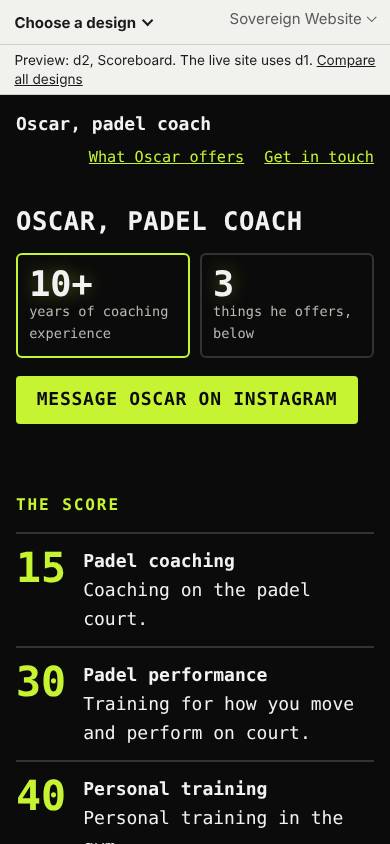 Choose a design
Sovereign Website
Preview: d2, Scoreboard. The live site uses d1. Compare
all designs
Oscar, padel coach
What Oscar offers Get in touch
OSCAR, PADEL COACH
10+
years of coaching
experience
3
things he offers,
below
MESSAGE OSCAR ON INSTAGRAM
THE SCORE
15
Padel coaching
Coaching on the padel
court.
30
Padel performance
Training for how you move
and perform on court.
40
Personal training
Personal training in the